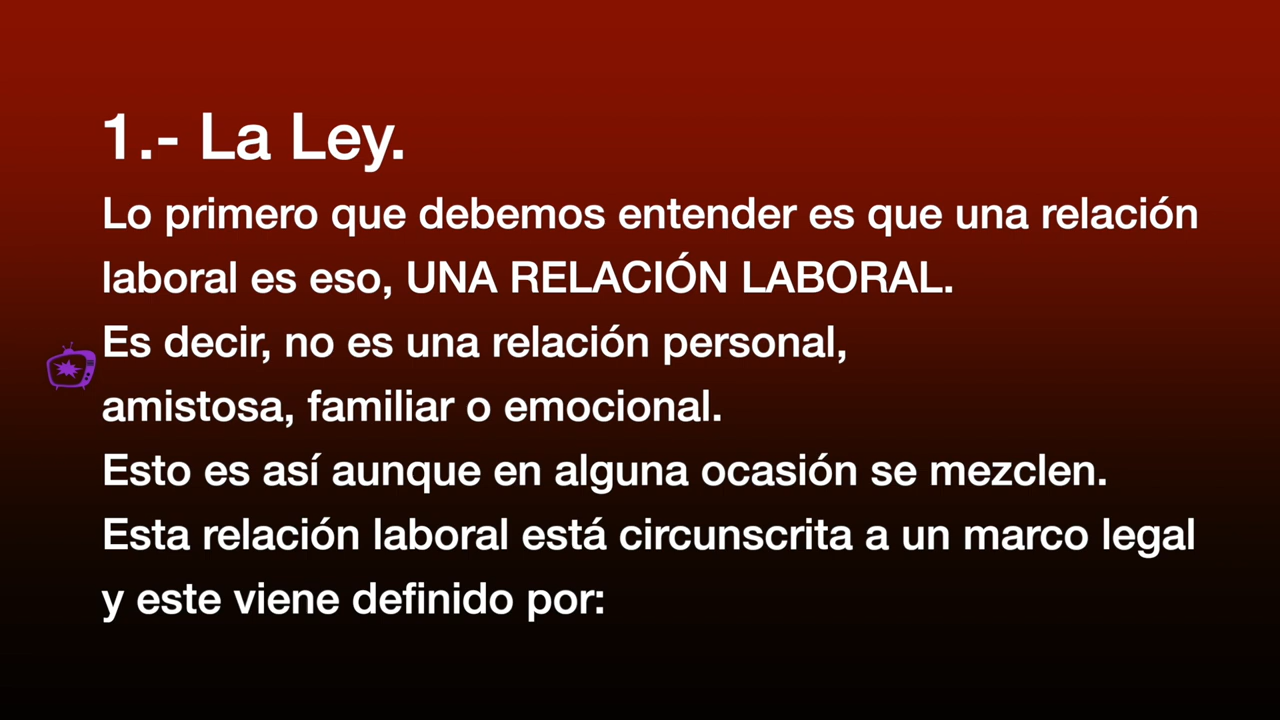 1.- La Ley.
Lo primero que debemos entender es que una relación
laboral es eso, UNA RELACIÓN LABORAL.
Es decir, no es una relación personal,
amistosa, familiar o emocional.
Esto es así aunque en alguna ocasión se mezclen.
Esta relación laboral está circunscrita a un marco legal
y este viene definido por: